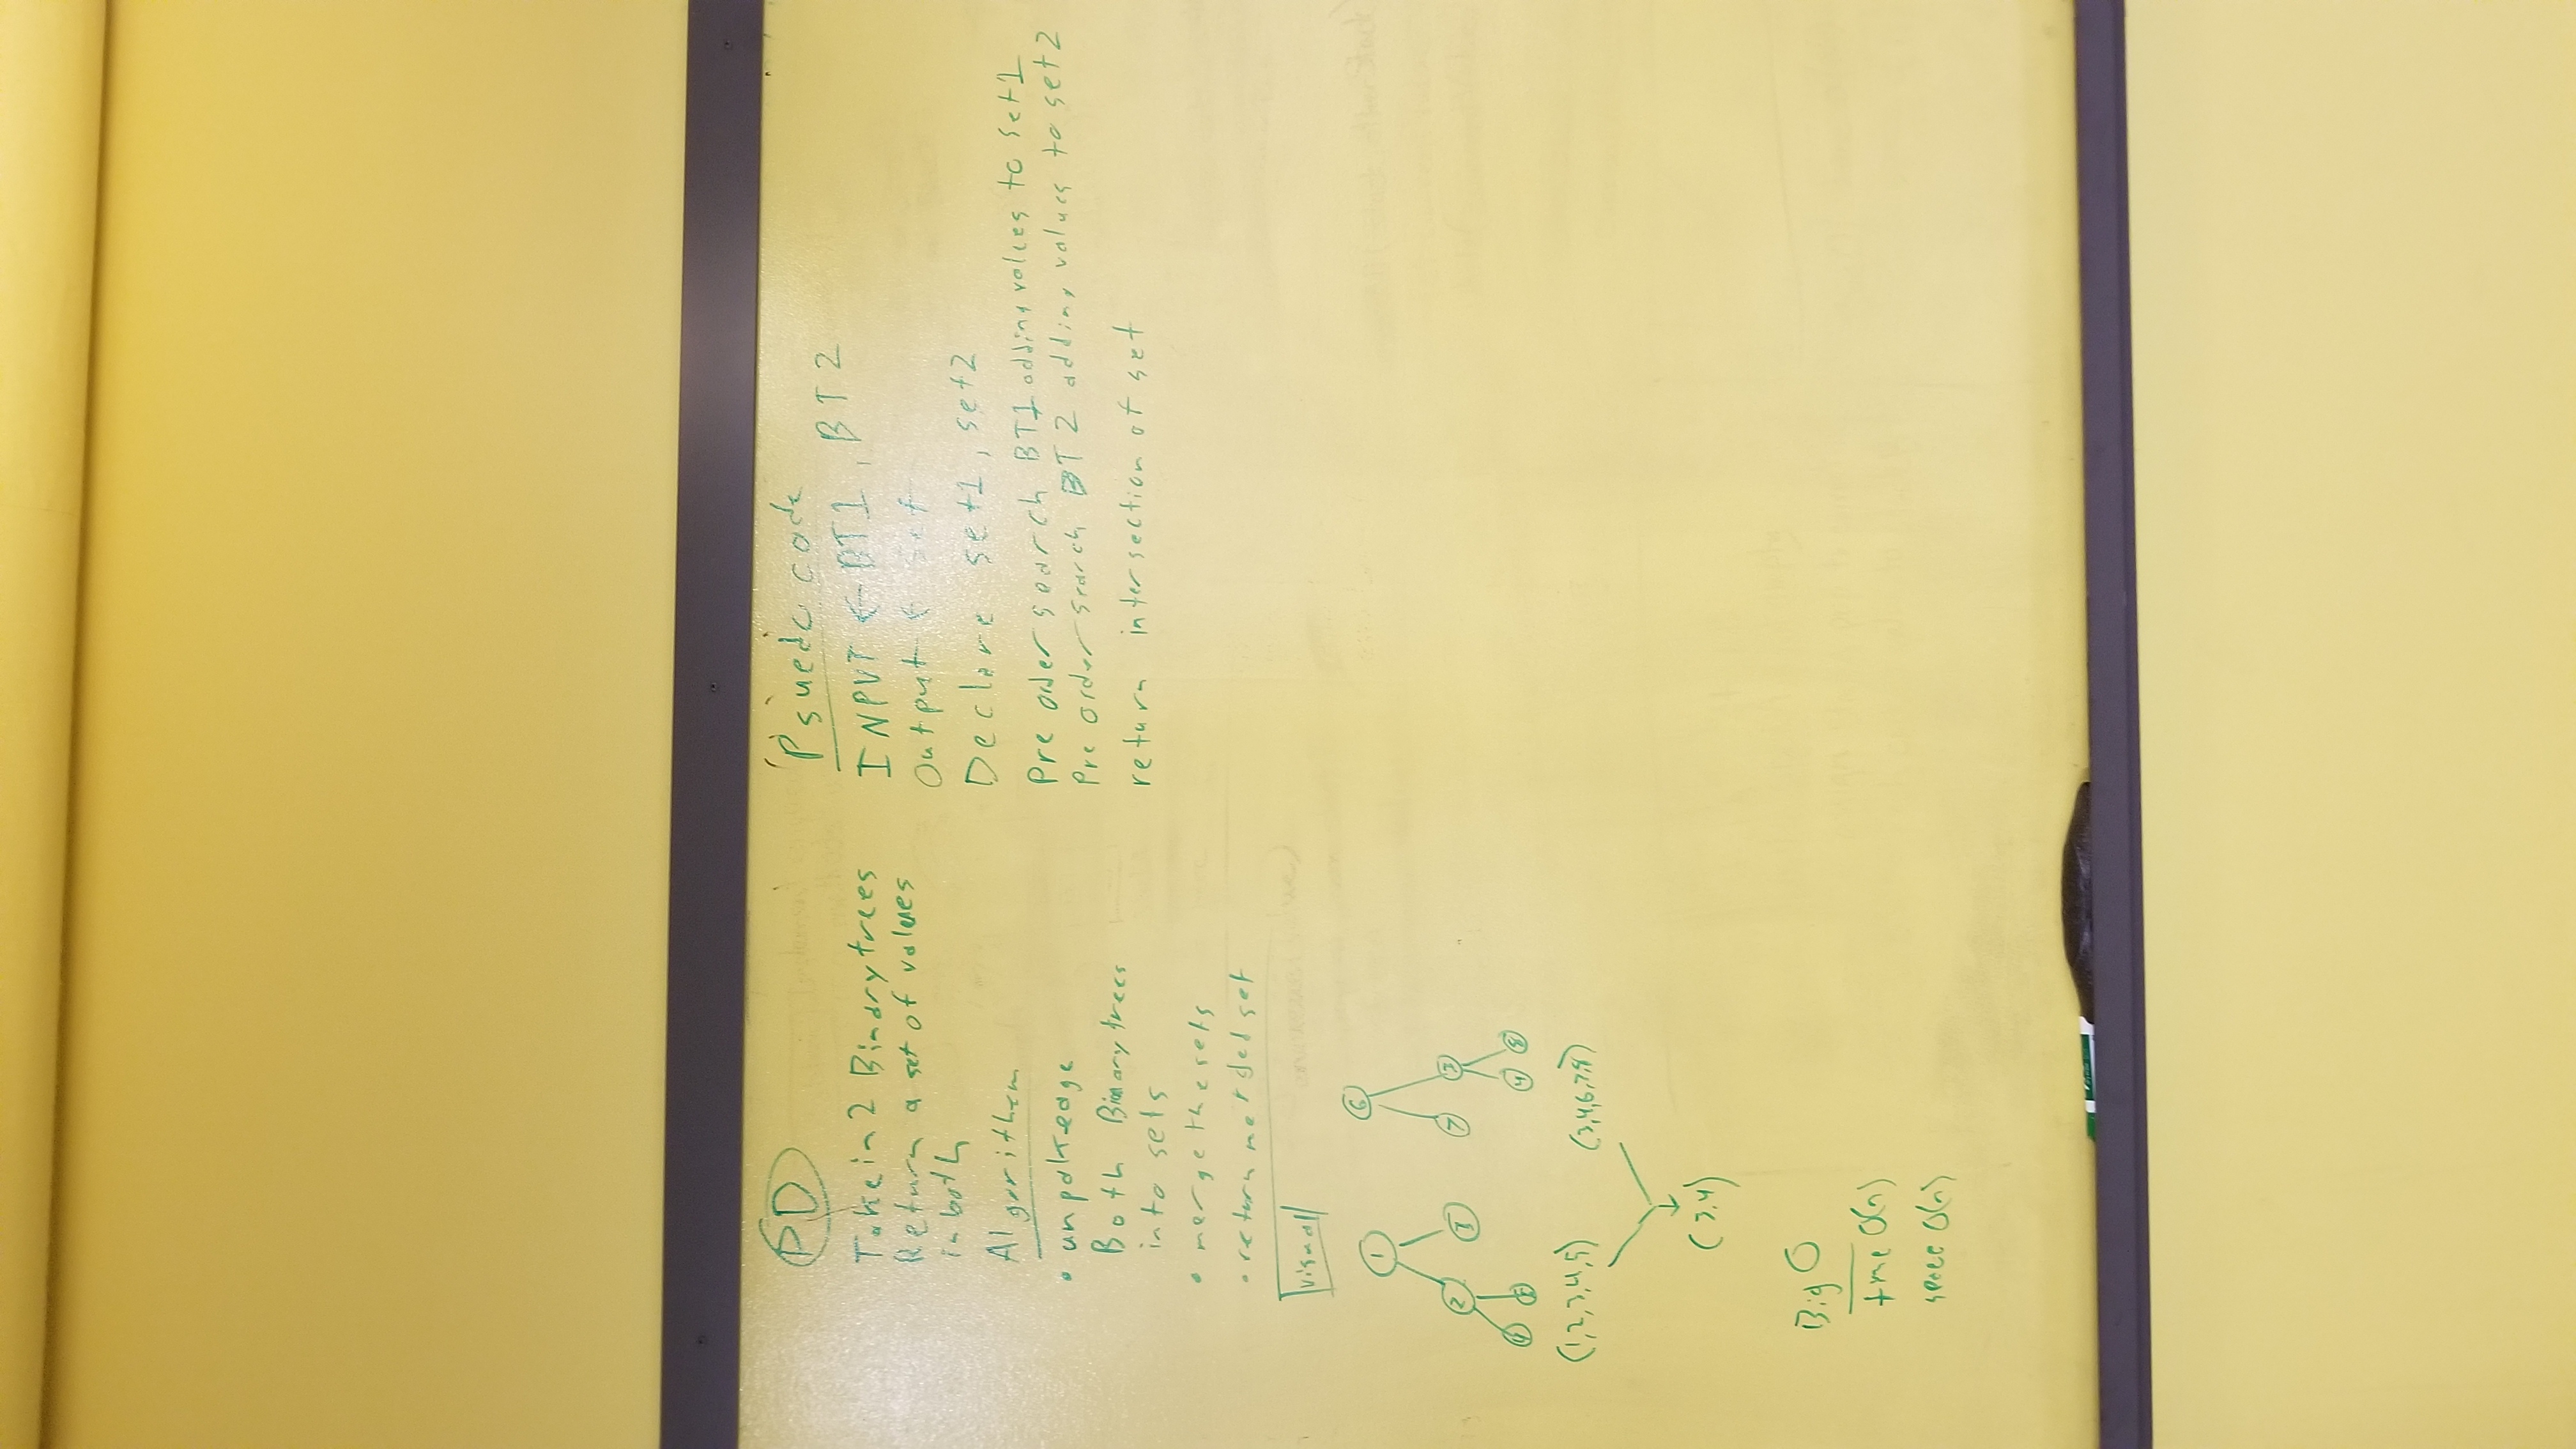 PD
Take in 2 Binary trees
Return a set of values
in both
Algorithem
• unpakeage
Both Binary trees
into sets
• merge the sets
• return merged set
visual
1
2 3
4 5
(1,2,3,4,5)
6
7 3
4 8
(3,4,6,7,8)
(3,4)
Big O
time O(n)
space O(n)
Psuedo code
INPUT ← BT1, BT2
Output ← set
Declare set1, set2
Pre order search BT1 adding values to set1
Pre order search BT2 adding values to set2
return intersection of set